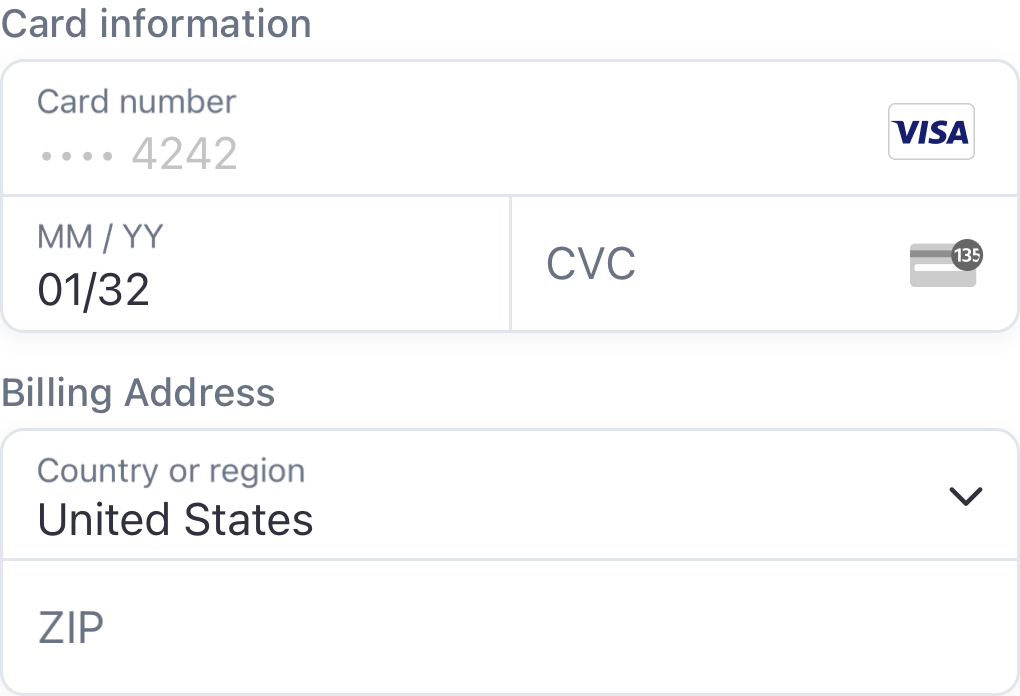 Card information
Card number
•••• 4242
VISA
MM / YY
01/32
CVC
135
Billing Address
Country or region
United States
ZIP